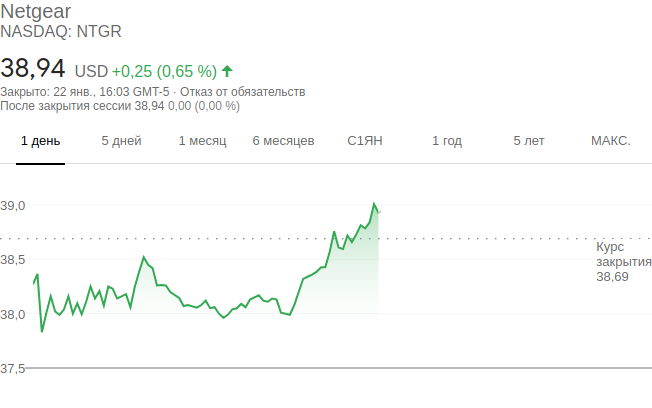 Netgear
NASDAQ: NTGR
38,94 USD +0,25 (0,65 %)
Закрыто: 22 янв., 16:03 GMT-5 · Отказ от обязательств
После закрытия сессии 38,94 0,00 (0,00 %)
1 день 5 дней 1 месяц 6 месяцев С1ЯН 1 год 5 лет МАКС.
39,0
Курс
закрытия
38,69
38,5
38,0
37,5